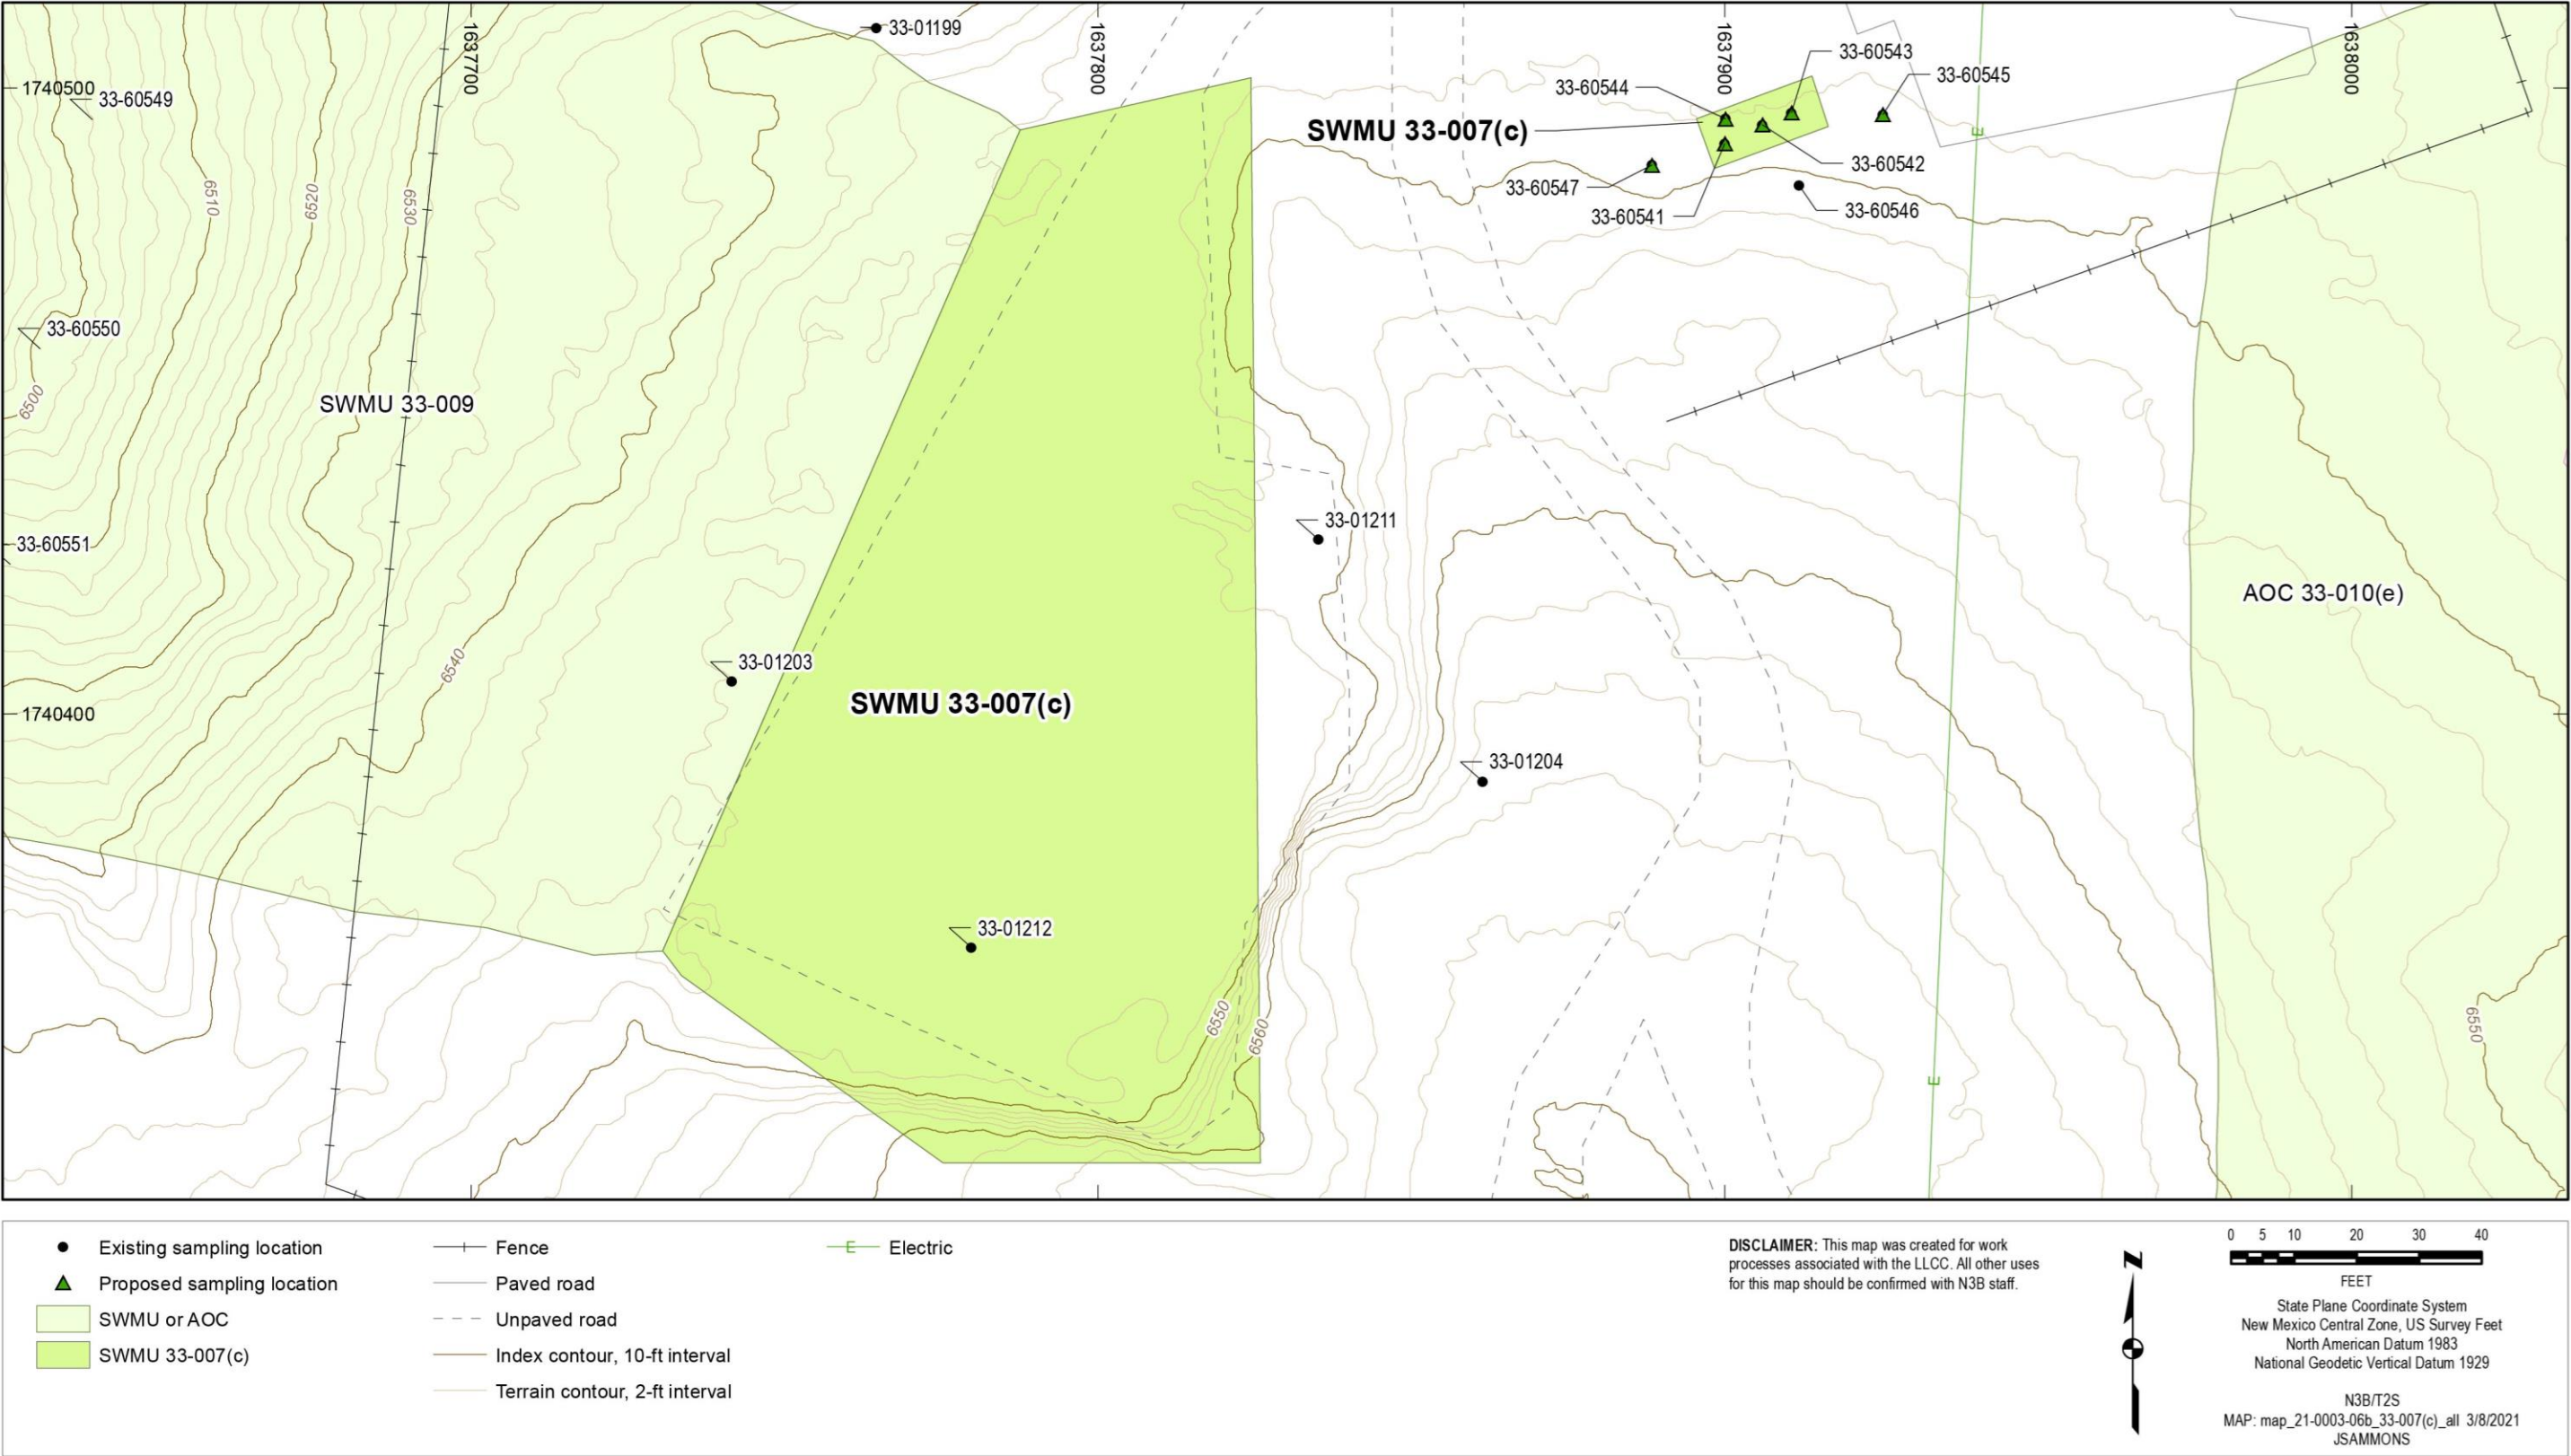 33-01199
1637700
1637800
1637900
1638000
33-60543
33-60545
33-60544
1740500
33-60549
SWMU 33-007(c)
33-60542
33-60547
33-60546
33-60541
6510
6520
6530
33-60550
6500
SWMU 33-009
33-01211
33-60551
AOC 33-010(e)
33-01203
6540
SWMU 33-007(c)
1740400
33-01204
33-01212
6550
6560
6550
E
E
Existing sampling location
Proposed sampling location
SWMU or AOC
SWMU 33-007(c)
Fence
Paved road
Unpaved road
Index contour, 10-ft interval
Terrain contour, 2-ft interval
E Electric
DISCLAIMER: This map was created for work
processes associated with the LLCC. All other uses
for this map should be confirmed with N3B staff.
N
0 5 10 20 30 40
FEET
State Plane Coordinate System
New Mexico Central Zone, US Survey Feet
North American Datum 1983
National Geodetic Vertical Datum 1929
N3B/T2S
MAP: map_21-0003-06b_33-007(c)_all 3/8/2021
JSAMMONS